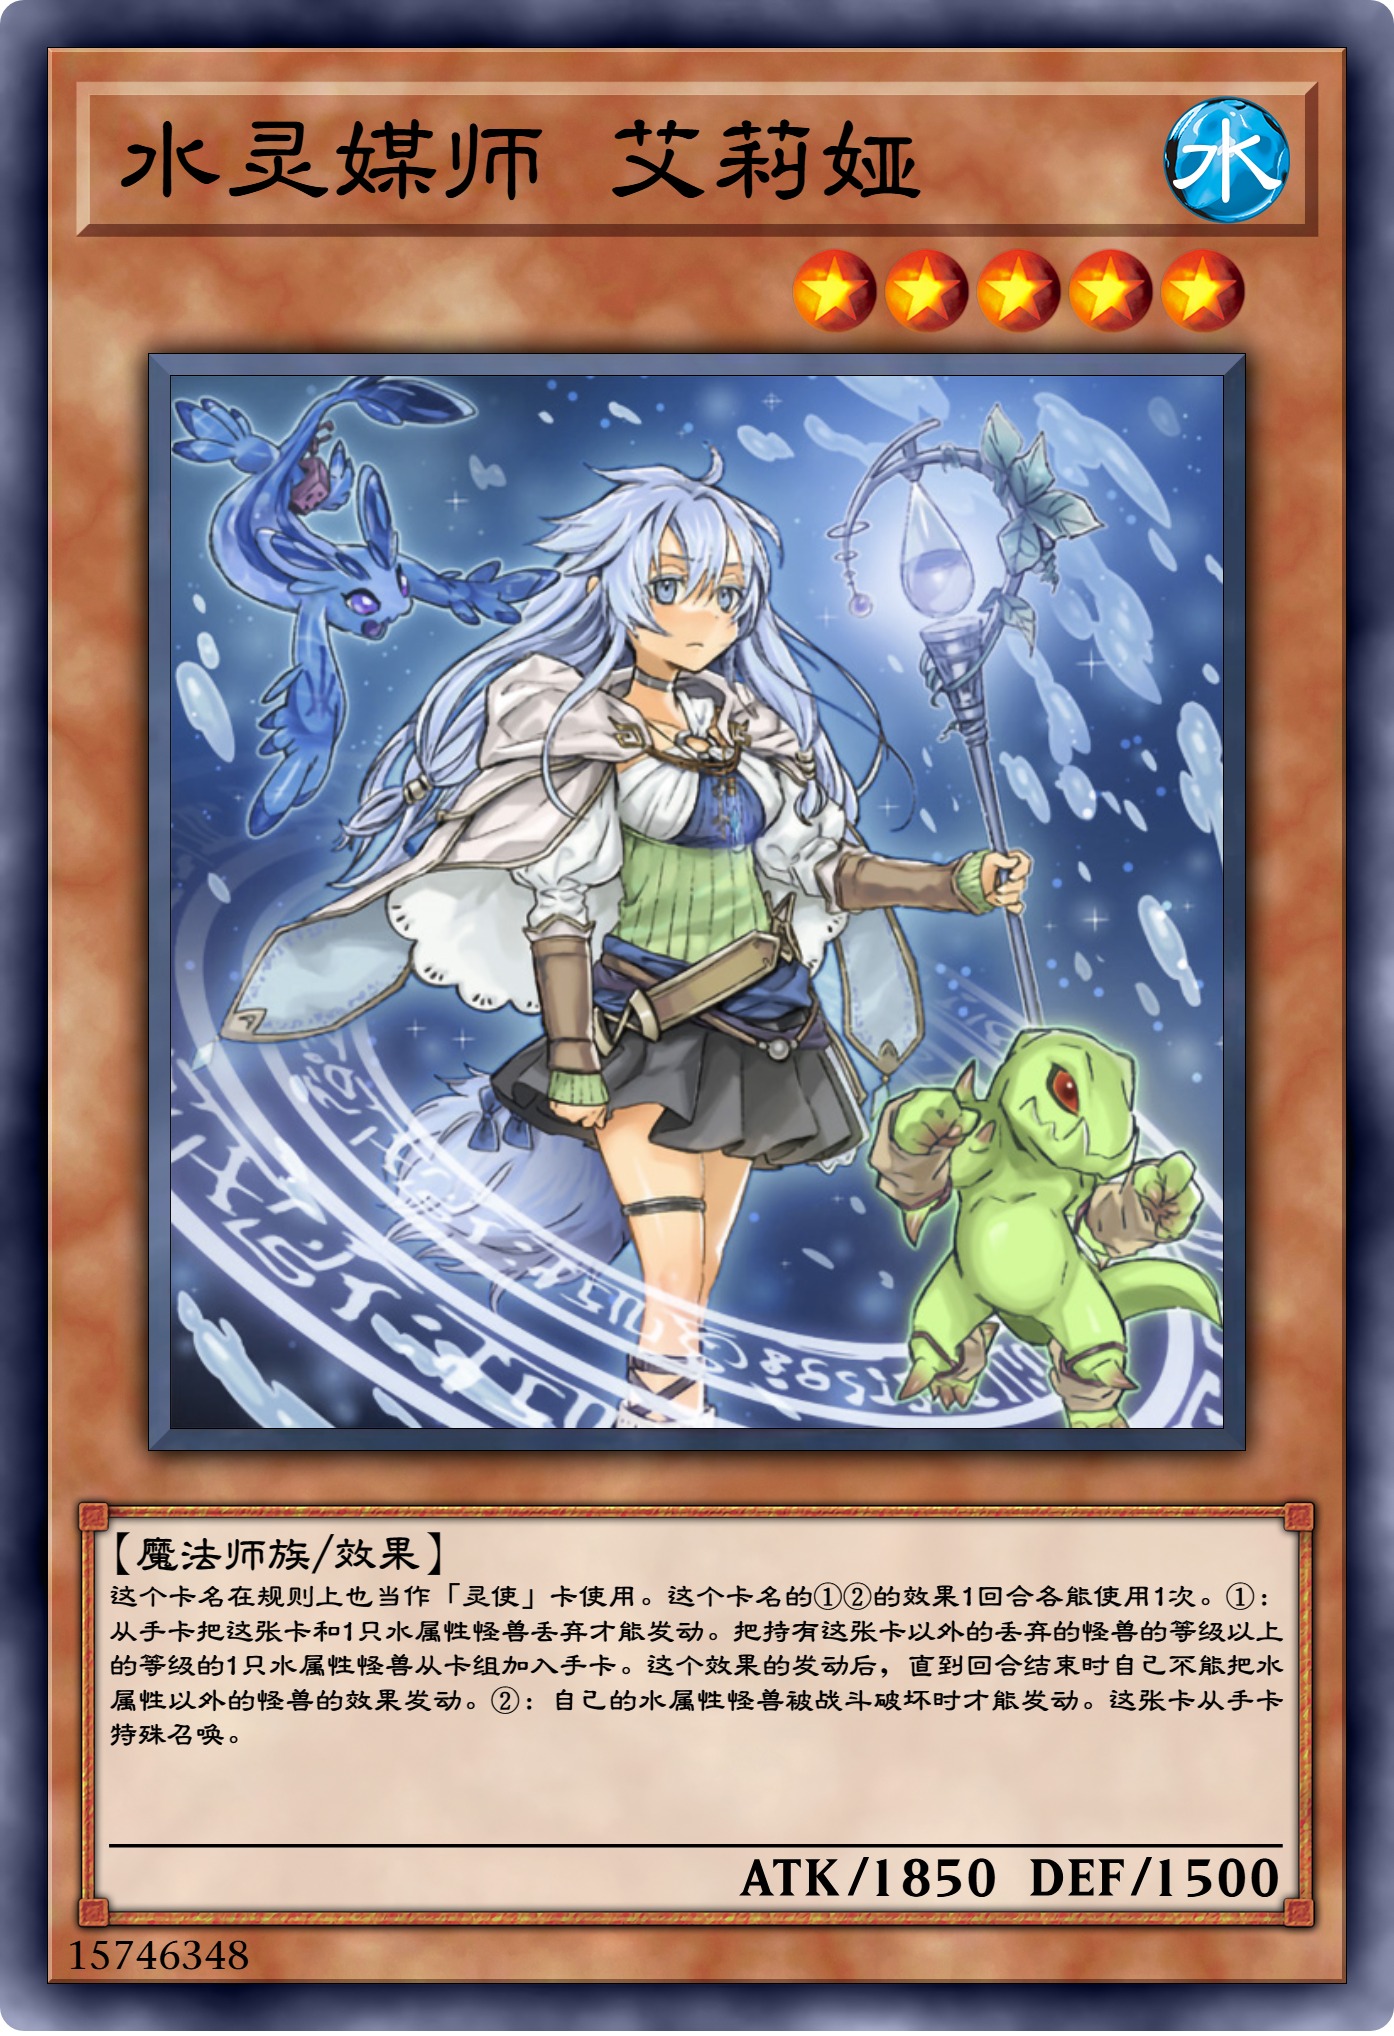 水灵媒师 艾莉娅
水
【魔法师族/效果】
这个卡名在规则上也当作「灵使」卡使用。这个卡名的①②的效果1回合各能使用1次。①：
从手卡把这张卡和1只水属性怪兽丢弃才能发动。把持有这张卡以外的丢弃的怪兽的等级以上
的等级的1只水属性怪兽从卡组加入手卡。这个效果的发动后，直到回合结束时自己不能把水
属性以外的怪兽的效果发动。②：自己的水属性怪兽被战斗破坏时才能发动。这张卡从手卡
特殊召唤。
ATK/1850 DEF/1500
15746348